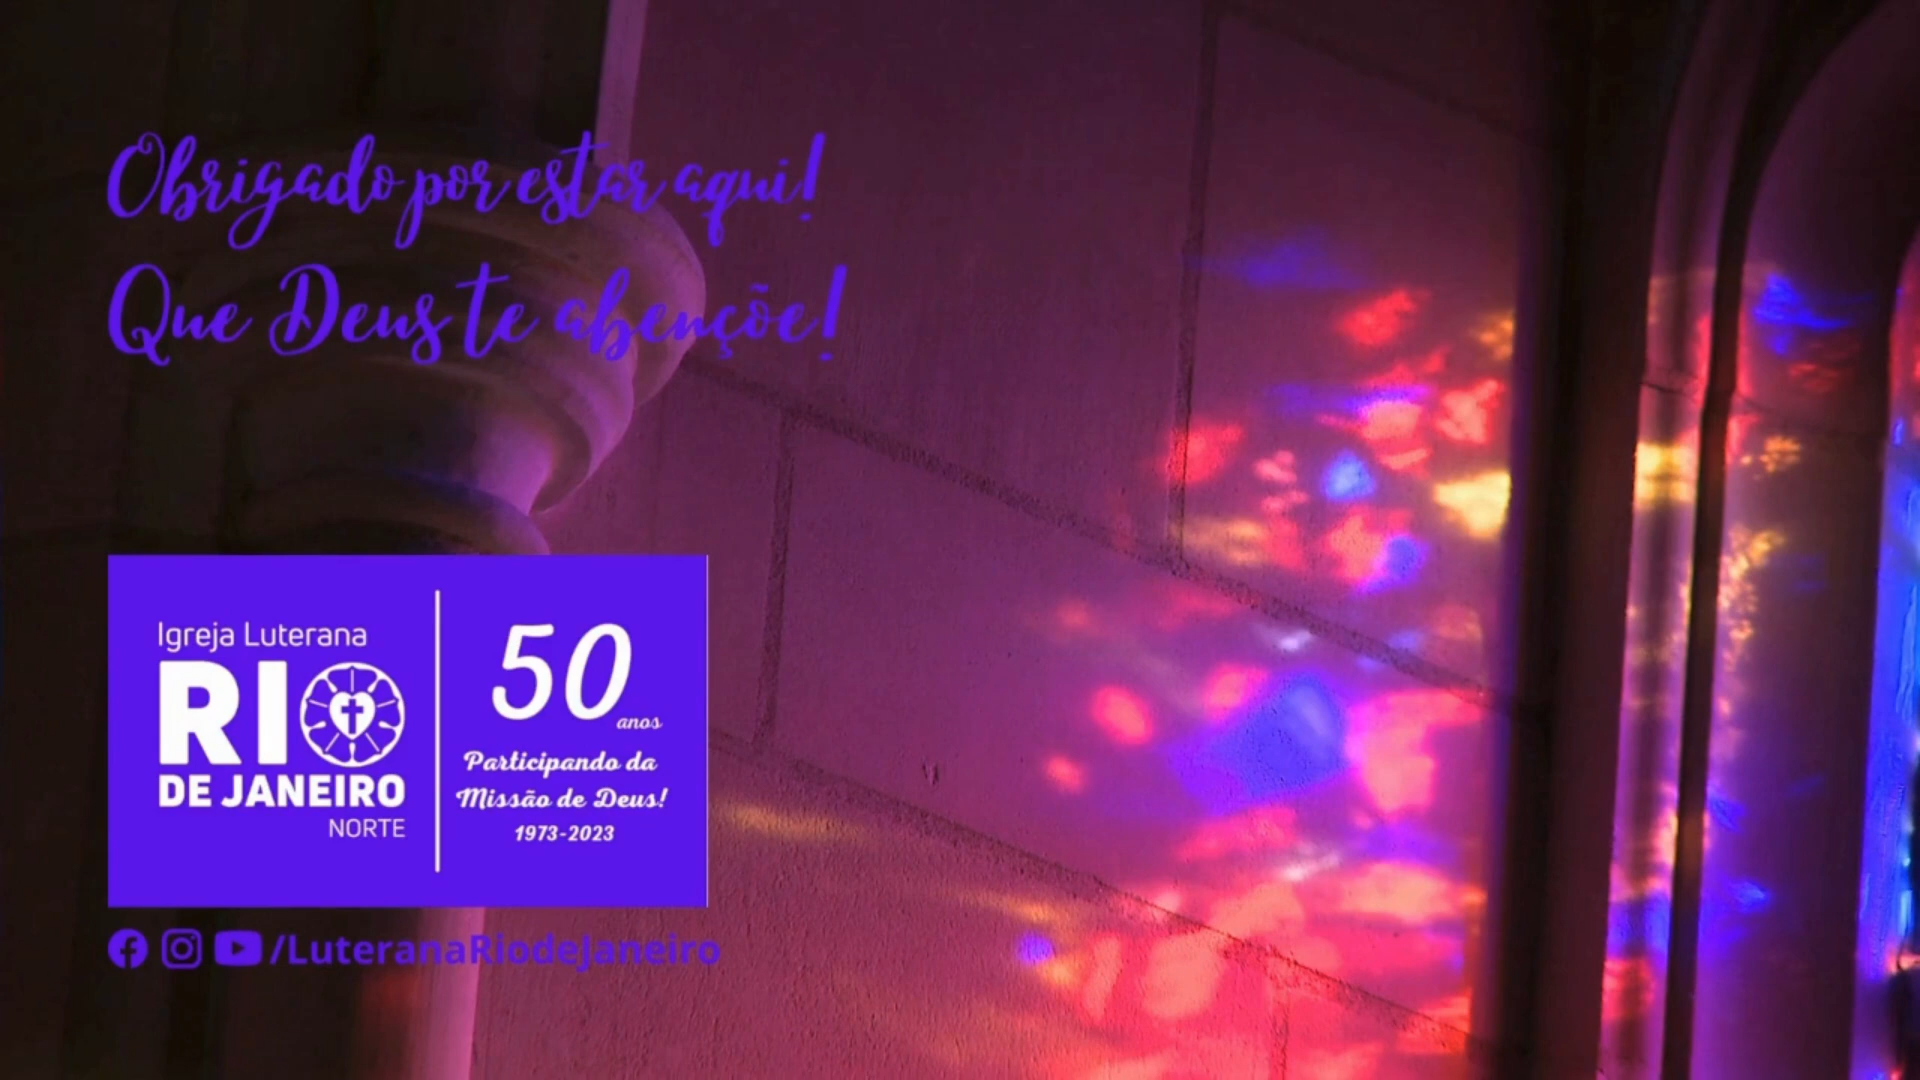 Obrigado por estar aqui!
Que Deus te abençõe!
Igreja Luterana
RIO
DE JANEIRO
NORTE
50
anos
Participando da
Missão de Deus!
1973-2023
/LuteranaRiodeJaneiro